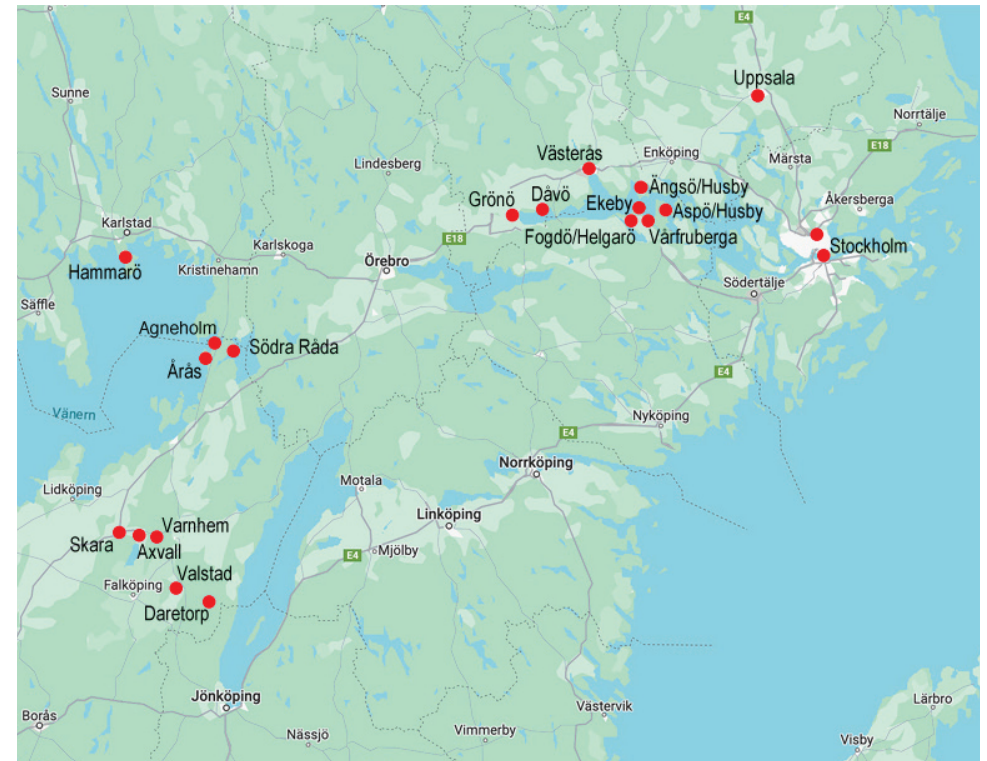 E4
Uppsala
Sunne
Norrtälje
E18
Västerås
Enköping
Märsta
Lindesberg
Ängsö/Husby
Åkersberga
Grönö
Dåvö
Ekeby
Aspö/Husby
Karlstad
E18
Fogdö/Helgarö
Vårfruberga
Karlskoga
Stockholm
Hammarö
Kristinehamn
Örebro
Södertälje
Säffle
Agneholm
Södra Råda
Årås
E4
Vänern
Nyköping
E4
Norrköping
Motala
Lidköping
Linköping
Varnhem
Skara
Axvall
E4
Mjölby
Valstad
Falköping
Daretorp
Jönköping
Lärbro
Västervik
Borås
Nässjö
Vimmerby
Visby